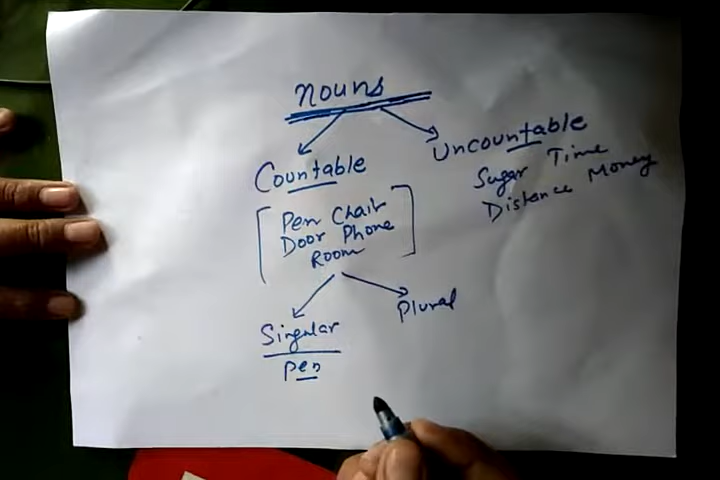 nouns
Countable
Uncountable
Sugar Time
Distance Money
Pen Chair
Door Phone
Room
Singular
Plural
pen